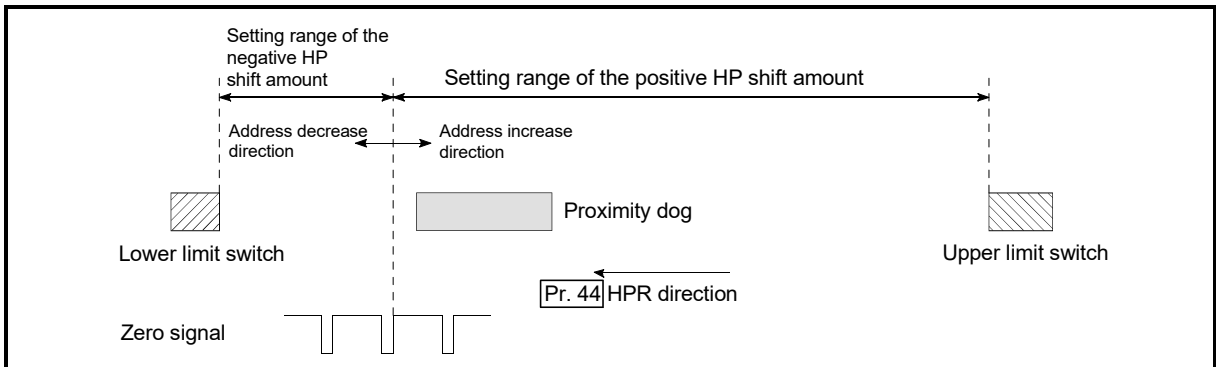 Setting range of the
negative HP
shift amount
Setting range of the positive HP shift amount
Address decrease
direction
Address increase
direction
Proximity dog
Lower limit switch
Upper limit switch
Pr. 44 HPR direction
Zero signal